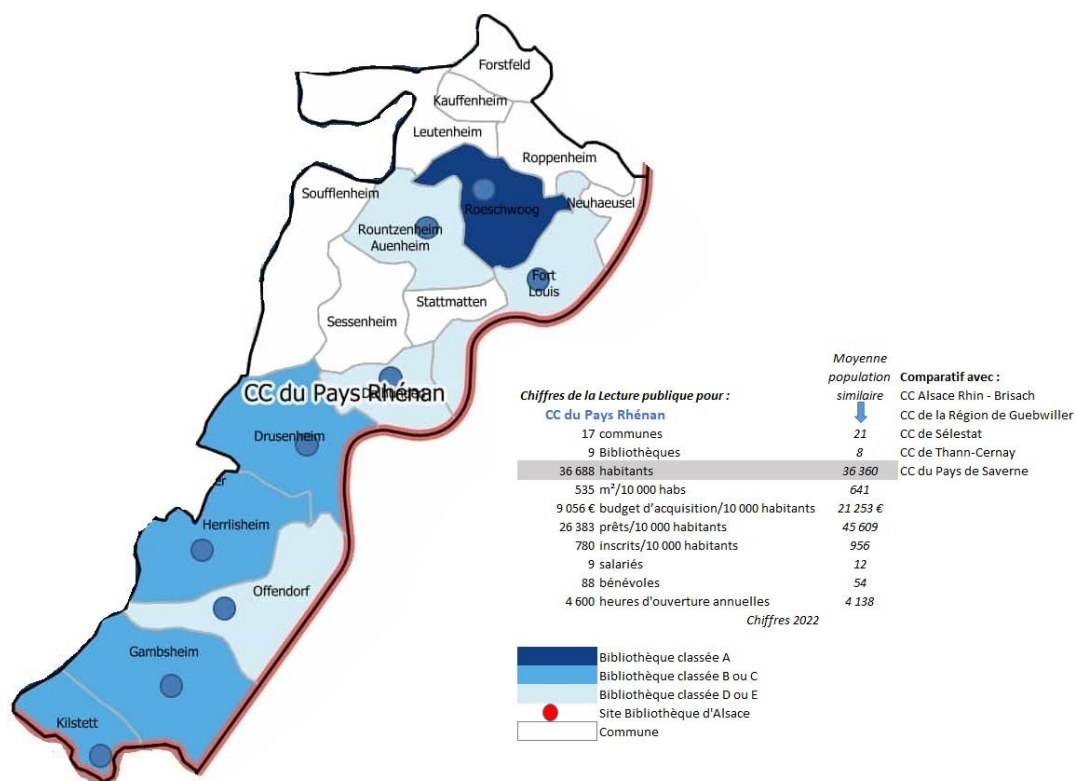 Forstfeld
Kauffenheim
Leutenheim
Roppenheim
Soufflenheim
Roeschwoog
Neuhaeusel
Rountzenheim
Auenheim
Fort
Louis
Stattmatten
Sessenheim
CC du Pays Rhénan
Drusenheim
Herrlisheim
Offendorf
Gambsheim
Kilstett
Moyenne
population
similaire
Comparatif avec :
Chiffres de la Lecture publique pour :
CC Alsace Rhin - Brisach
CC du Pays Rhénan
CC de la Région de Guebwiller
17 communes 21 CC de Sélestat
9 Bibliothèques 8 CC de Thann-Cernay
36 688 habitants 36 360 CC du Pays de Saverne
535 m²/10 000 habs 641
9 056 € budget d'acquisition/10 000 habitants 21 253 €
26 383 prêts/10 000 habitants 45 609
780 inscrits/10 000 habitants 956
9 salariés 12
88 bénévoles 54
4 600 heures d'ouverture annuelles 4 138
Chiffres 2022
Bibliothèque classée A
Bibliothèque classée B ou C
Bibliothèque classée D ou E
Site Bibliothèque d'Alsace
Commune